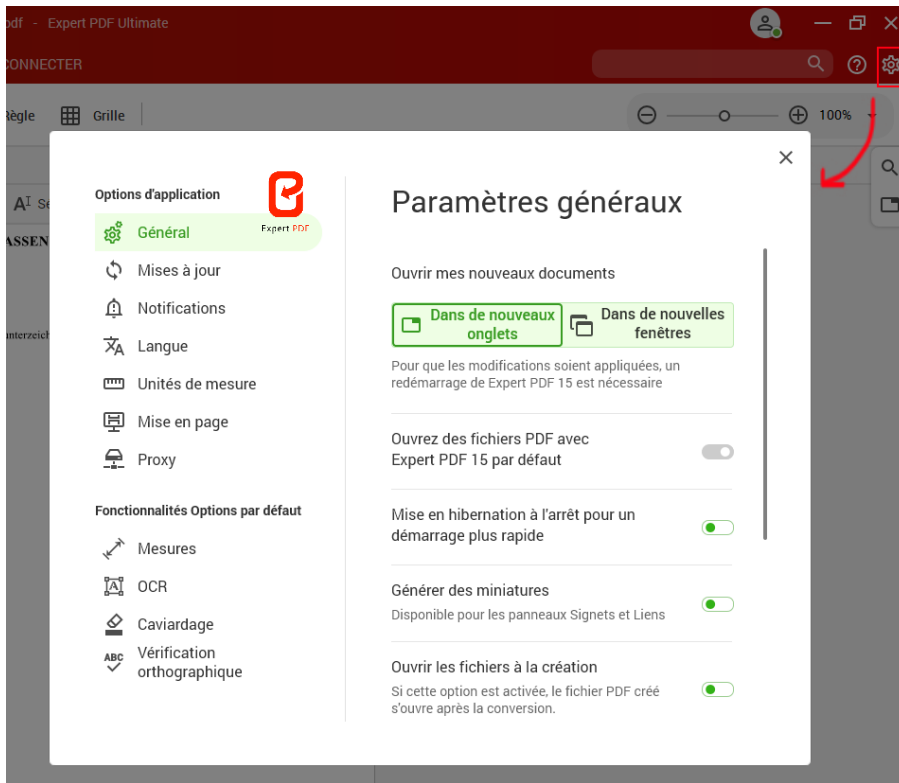 pdf - Expert PDF Ultimate
CONNECTER
Règle Grille 100%
Options d'application
Expert PDF
Général
Mises à jour
Notifications
Langue
Unités de mesure
Mise en page
Proxy
Fonctionnalités Options par défaut
Mesures
OCR
Caviardage
ABC
Vérification
orthographique
Paramètres généraux
Ouvrir mes nouveaux documents
Dans de nouveaux
onglets
Dans de nouvelles
fenêtres
Pour que les modifications soient appliquées, un
redémarrage de Expert PDF 15 est nécessaire
Ouvrez des fichiers PDF avec
Expert PDF 15 par défaut
Mise en hibernation à l'arrêt pour un
démarrage plus rapide
Générer des miniatures
Disponible pour les panneaux Signets et Liens
Ouvrir les fichiers à la création
Si cette option est activée, le fichier PDF créé
s'ouvre après la conversion.